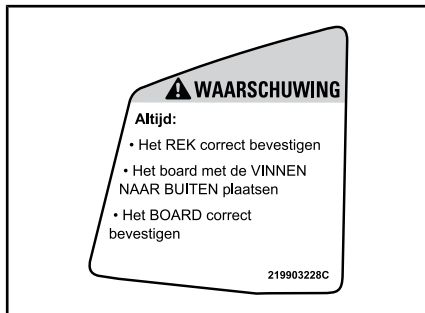 WAARSCHUWING
Altijd:
• Het REK correct bevestigen
• Het board met de VINNEN
NAAR BUITEN plaatsen
• Het BOARD correct
bevestigen
219903228C